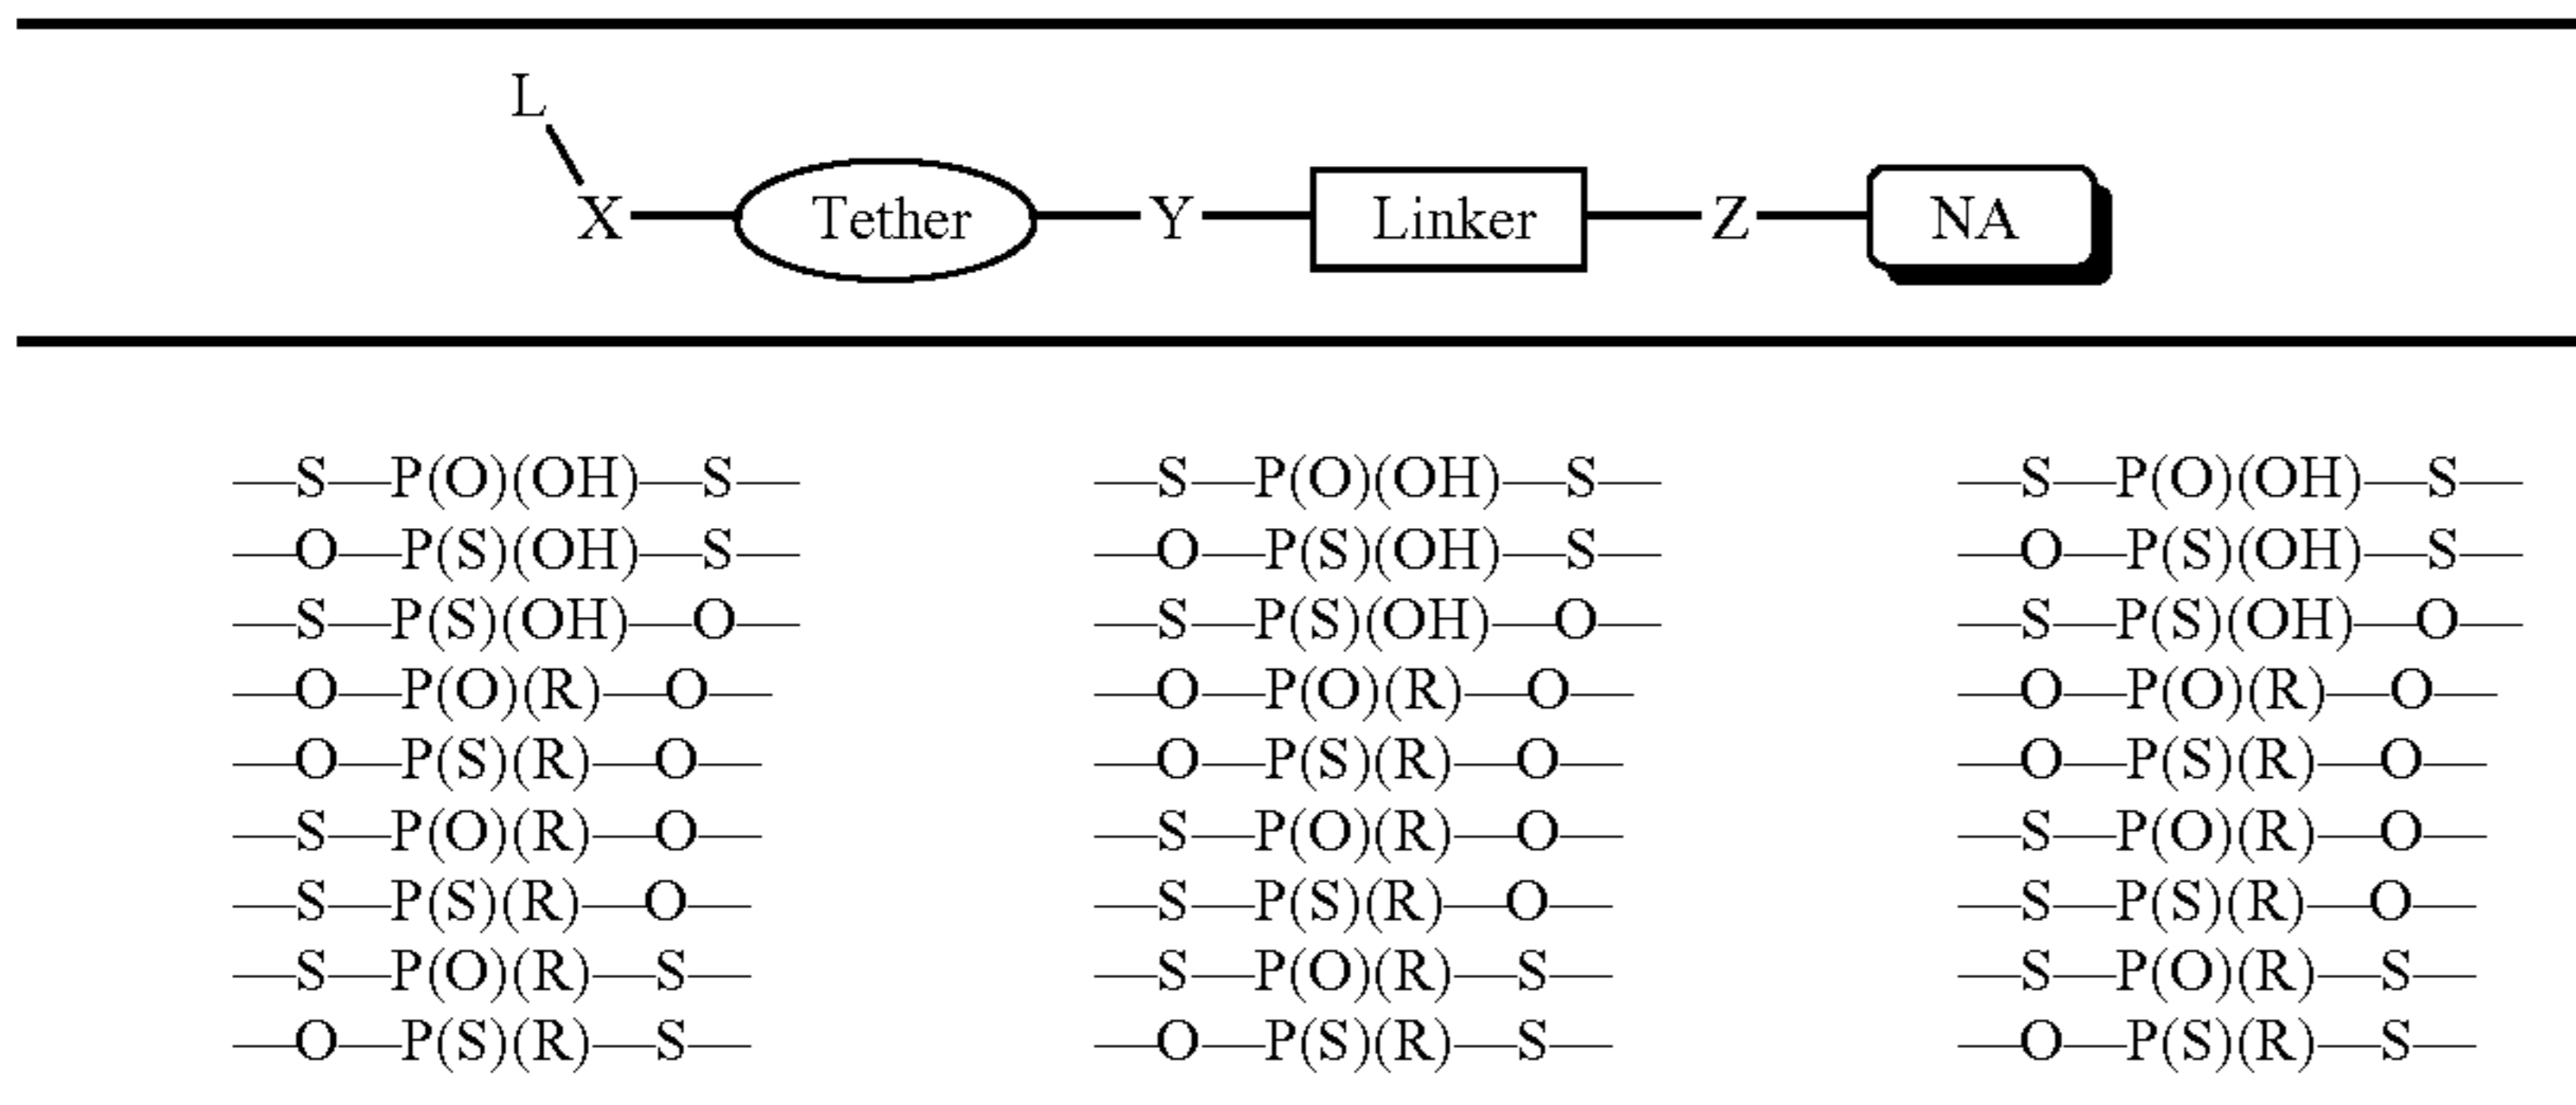 L
X—Tether—Y—Linker—Z—NA
—S—P(O)(OH)—S— —S—P(O)(OH)—S— —S—P(O)(OH)—S—
—O—P(S)(OH)—S— —O—P(S)(OH)—S— —O—P(S)(OH)—S—
—S—P(S)(OH)—O— —S—P(S)(OH)—O— —S—P(S)(OH)—O—
—O—P(O)(R)—O— —O—P(O)(R)—O— —O—P(O)(R)—O—
—O—P(S)(R)—O— —O—P(S)(R)—O— —O—P(S)(R)—O—
—S—P(O)(R)—O— —S—P(O)(R)—O— —S—P(O)(R)—O—
—S—P(S)(R)—O— —S—P(S)(R)—O— —S—P(S)(R)—O—
—S—P(O)(R)—S— —S—P(O)(R)—S— —S—P(O)(R)—S—
—O—P(S)(R)—S— —O—P(S)(R)—S— —O—P(S)(R)—S—